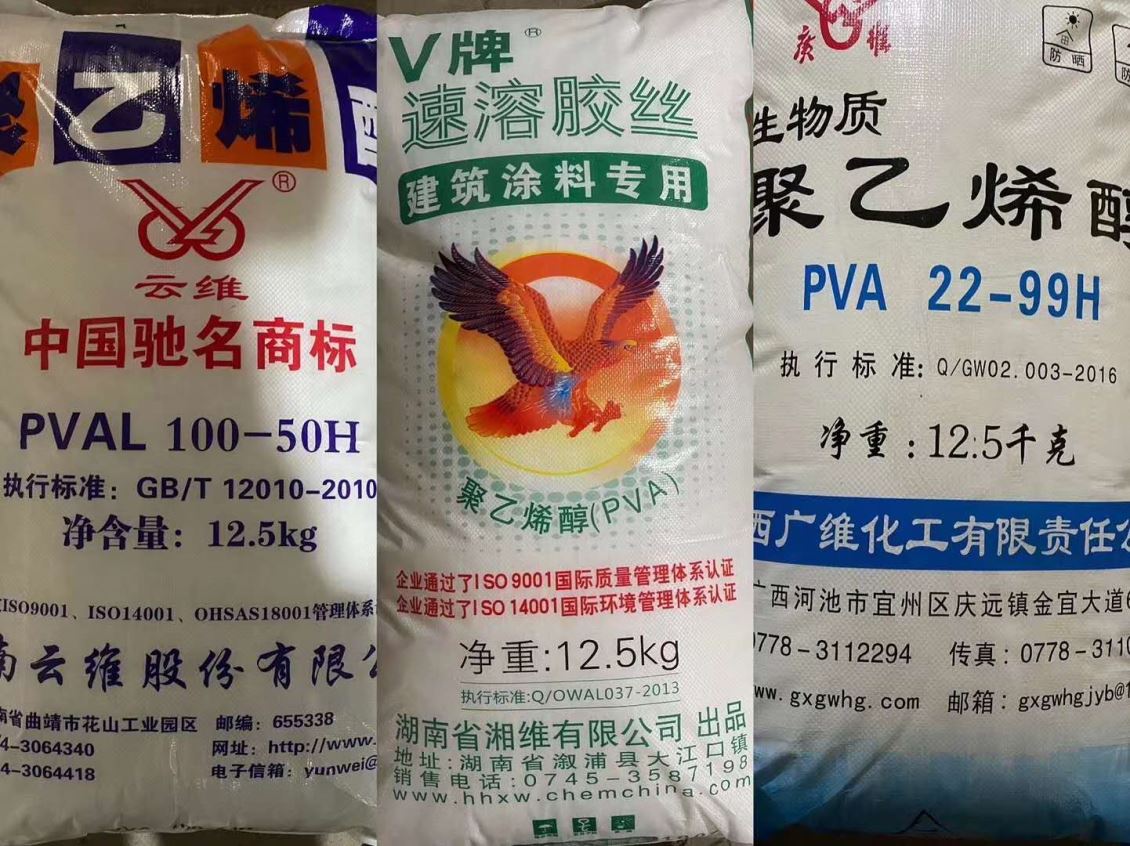 聚乙烯醇
®
云维
中国驰名商标
PVAL 100-50H
执行标准：GB/T 12010-2010
净含量：12.5kg
ISO9001、ISO14001、OHSAS18001管理体系
南云维股份有限公
南省曲靖市花山工业园区 邮编：655338
4-3064340 网址：http://www.
4-3064418 电子信箱：yunwei@
V牌®
速溶胶丝
建筑涂料专用
聚乙烯醇(PVA)
企业通过了ISO9001国际质量管理体系认证
企业通过了ISO14001国际环境管理体系认证
净重:12.5kg
执行标准:Q/OWAL037-2013
湖南省湘维有限公司 出品
地址:湖南省溆浦县大江口镇
销售电话:0745-3587198
www.hhxw.chemchina.com
广维
防晒
生物质
聚乙烯醇
PVA 22-99H
执行标准:Q/GW02.003-2016
净重:12.5千克
西广维化工有限责任公
广西河池市宜州区庆远镇金宜大道6
0778-3112294 传真:0778-3110
www.gxgwhg.com 邮箱:gxgwhgjyb@1